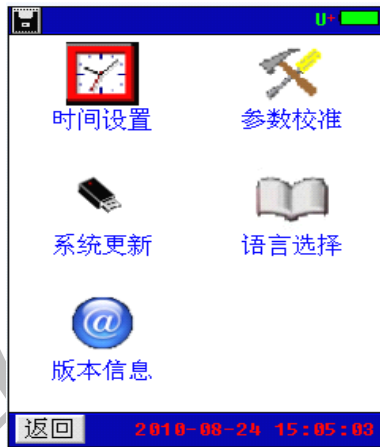 U+
时间设置 参数校准
系统更新 语言选择
@
版本信息
返回 2010-08-24 15:05:03